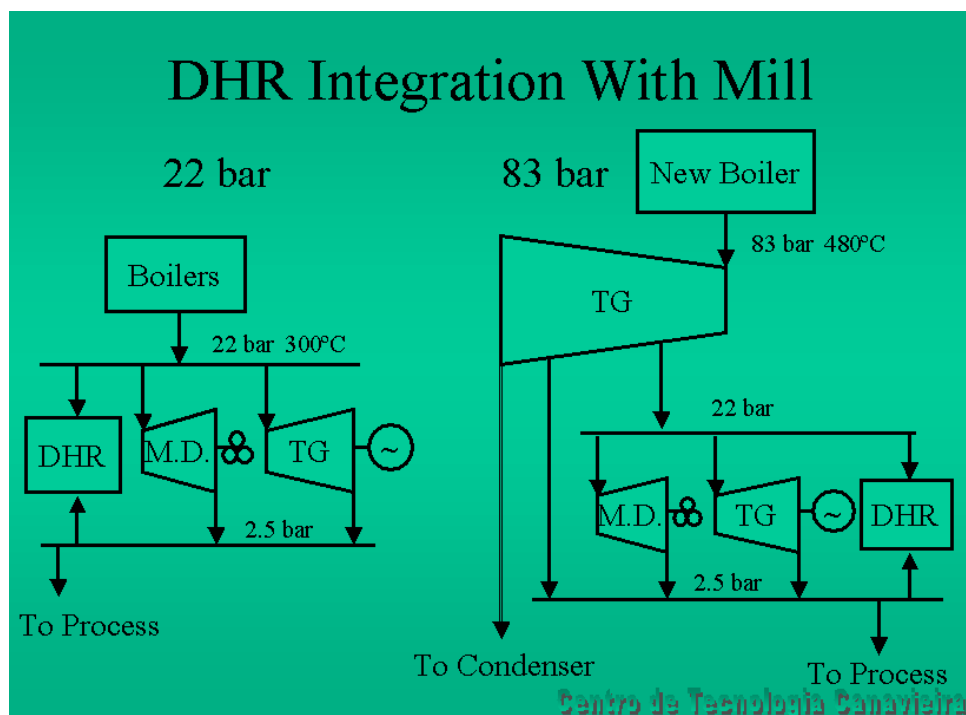 DHR Integration With Mill
22 bar
Boilers
22 bar 300°C
DHR
M.D.
TG
~
2.5 bar
To Process
83 bar
New Boiler
83 bar 480°C
TG
22 bar
M.D.
TG
~
DHR
2.5 bar
To Condenser
To Process
Centro de Tecnologia Canavieira